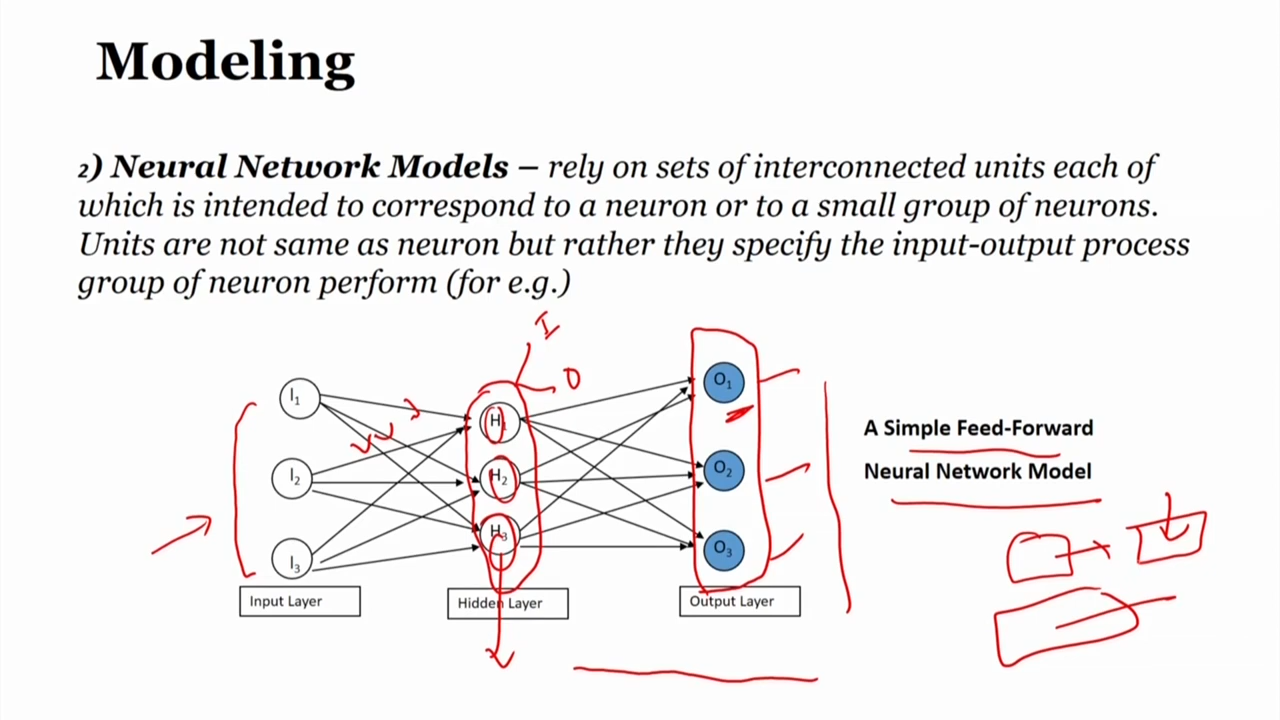 Modeling
2) Neural Network Models – rely on sets of interconnected units each of
which is intended to correspond to a neuron or to a small group of neurons.
Units are not same as neuron but rather they specify the input-output process
group of neuron perform (for e.g.)
I
O
I1
I2
I3
H
H2
H3
O1
O2
O3
Input Layer
Hidden Layer
Output Layer
A Simple Feed-Forward
Neural Network Model